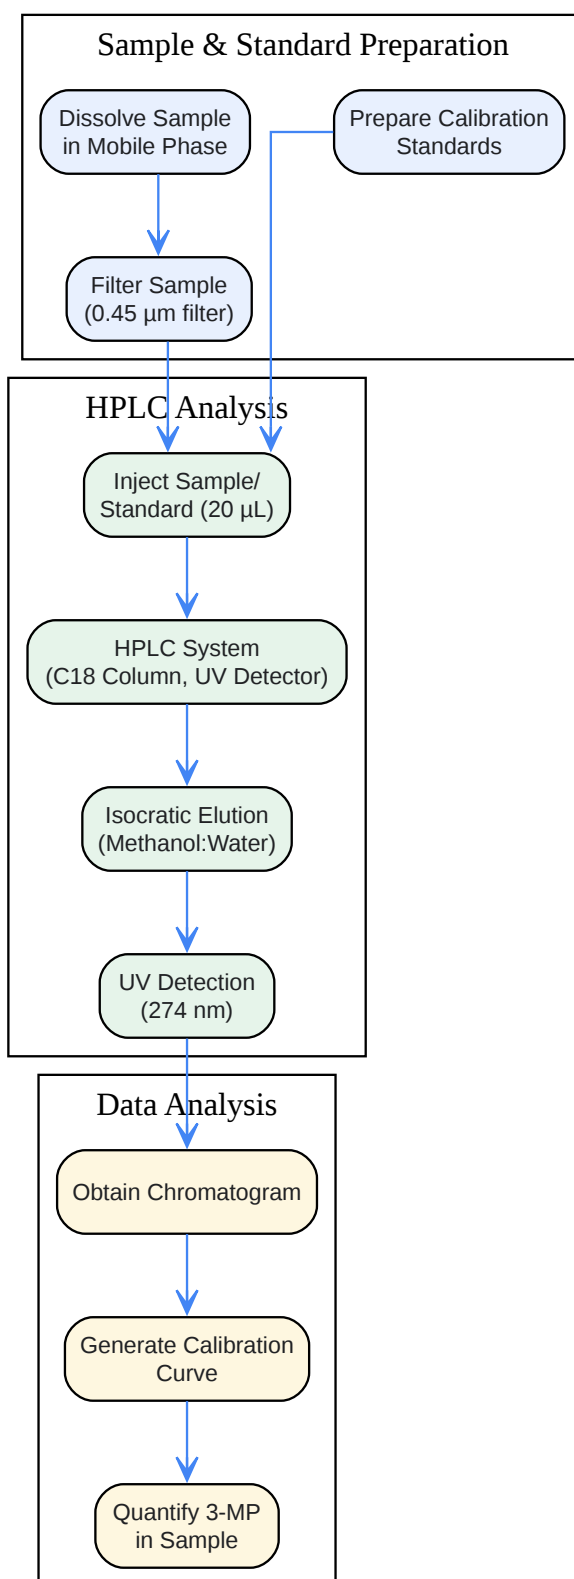 Sample & Standard Preparation
Dissolve Sample
in Mobile Phase
Prepare Calibration
Standards
Filter Sample
(0.45 µm filter)
HPLC Analysis
Inject Sample/
Standard (20 µL)
HPLC System
(C18 Column, UV Detector)
Isocratic Elution
(Methanol:Water)
UV Detection
(274 nm)
Data Analysis
Obtain Chromatogram
Generate Calibration
Curve
Quantify 3-MP
in Sample